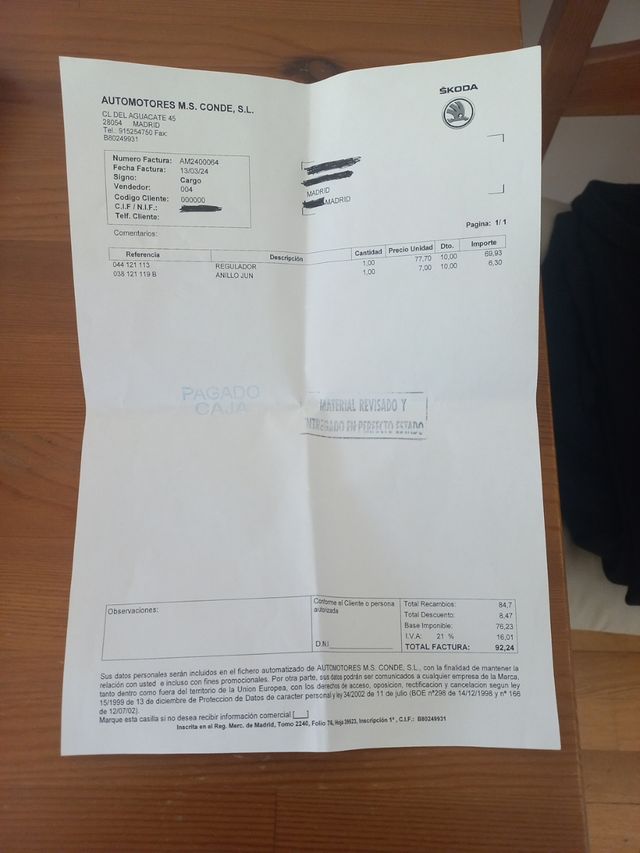 AUTOMOTORES M.S. CONDE, S.L.
CL DEL AGUACATE 45
28054 MADRID
Tel.: 915254750 Fax:
B80249931
ŠKODA
Numero Factura: AM2400064
Fecha Factura: 13/03/24
Signo: Cargo
Vendedor: 004
Codigo Cliente: 000000
C.I.F / N.I.F.:
Telf. Cliente:
MADRID
MADRID
Comentarios:
Pagina: 1/ 1
Referencia Descripción Cantidad Precio Unidad Dto. Importe
044 121 113 REGULADOR 1,00 77,70 10,00 69,93
038 121 119 B ANILLO JUN 1,00 7,00 10,00 6,30
PAGADO
CAJA
MATERIAL REVISADO Y
ENTREGADO EN PERFECTO ESTADO
Observaciones:
Conforme el Cliente o persona
autorizada
D.N.I.
Total Recambios: 84,7
Total Descuento: 8,47
Base Imponible: 76,23
I.V.A: 21 % 16,01
TOTAL FACTURA: 92,24
Sus datos personales serán incluidos en el fichero automatizado de AUTOMOTORES M.S. CONDE, S.L., con la finalidad de mantener la
relación con usted e incluso con fines promocionales. Por otra parte, sus datos podrán ser comunicados a cualquier empresa de la Marca,
tanto dentro como fuera del territorio de la Union Europea, con los derechos de acceso, oposicion, rectificacion y cancelación segun ley
15/1999 de 13 de diciembre de Proteccion de Datos de caracter personal y ley 34/2002 de 11 de julio (BOE nº298 de 14/12/1998 y nº 166
de 12/07/02).
Marque esta casilla si no desea recibir información comercial [___]
Inscrita en el Reg. Merc. de Madrid, Tomo 2240, Folio 74, Hoja 39523, Inscripción 1ª, C.I.F.: B80249931